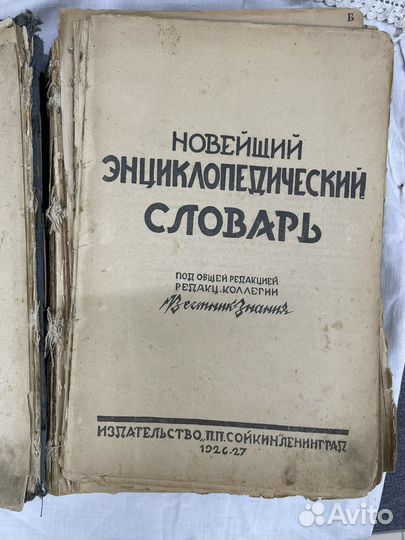 Б
НОВЕЙШИЙ
ЭНЦИКЛОПЕДИЧЕСКИЙ
СЛОВАРЬ
ПОД ОБЩЕЙ РЕДАКЦИЕЙ
РЕДАКЦ. КОЛЛЕГИИ
„Вестник Знания"
ИЗДАТЕЛЬСТВО „П.П. СОЙКИН" ЛЕНИНГРАД
1926-27
Avito